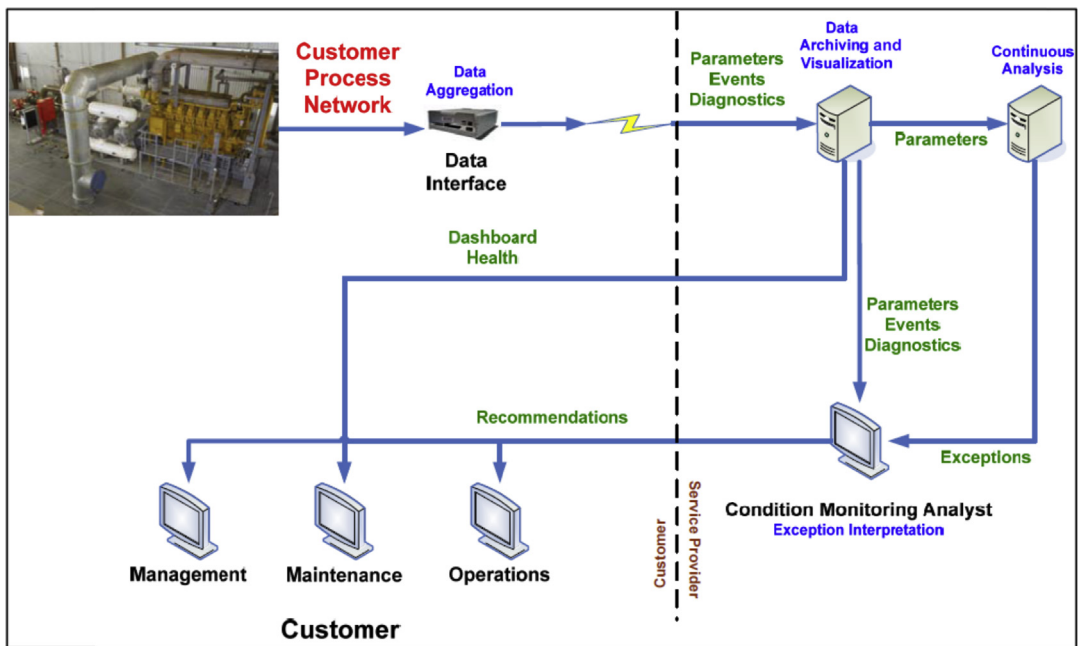 Customer
Process
Network
Data
Aggregation
Data
Interface
Parameters
Events
Diagnostics
Data
Archiving and
Visualization
Parameters
Continuous
Analysis
Dashboard
Health
Parameters
Events
Diagnostics
Recommendations
Exceptions
Condition Monitoring Analyst
Exception Interpretation
Customer
Service Provider
Management
Maintenance
Operations
Customer